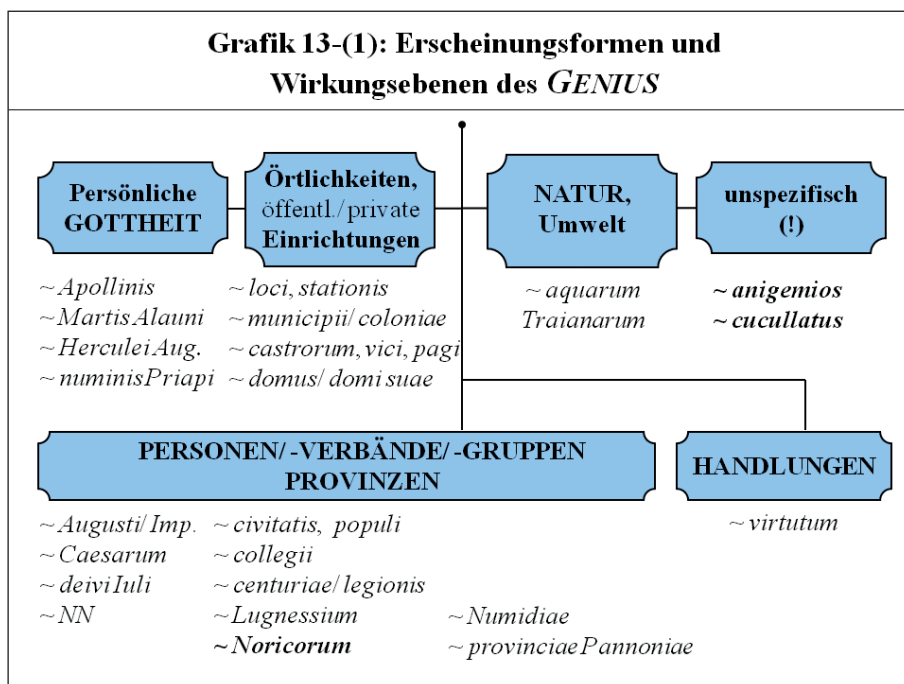 Grafik 13-(1): Erscheinungsformen und
Wirkungsebenen des GENIUS
Persönliche
GOTTHEIT
Örtlichkeiten,
öffentl./private
Einrichtungen
NATUR,
Umwelt
unspezifisch
(!)
~ Apollinis
~ Martis Alauni
~ Herculei Aug.
~ numinis Priapi
~ loci, stationis
~ municipii/ coloniae
~ castrorum, vici, pagi
~ domus/ domi suae
~ aquarum
Traianarum
~ anigemios
~ cucullatus
PERSONEN/ -VERBÄNDE/ -GRUPPEN
PROVINZEN
HANDLUNGEN
~ Augusti/ Imp.
~ Caesarum
~ deivi Iuli
~ NN
~ civitatis, populi
~ collegii
~ centuriae/ legionis
~ Lugnessium
~ Noricorum
~ Numidiae
~ provinciae Pannoniae
~ virtutum